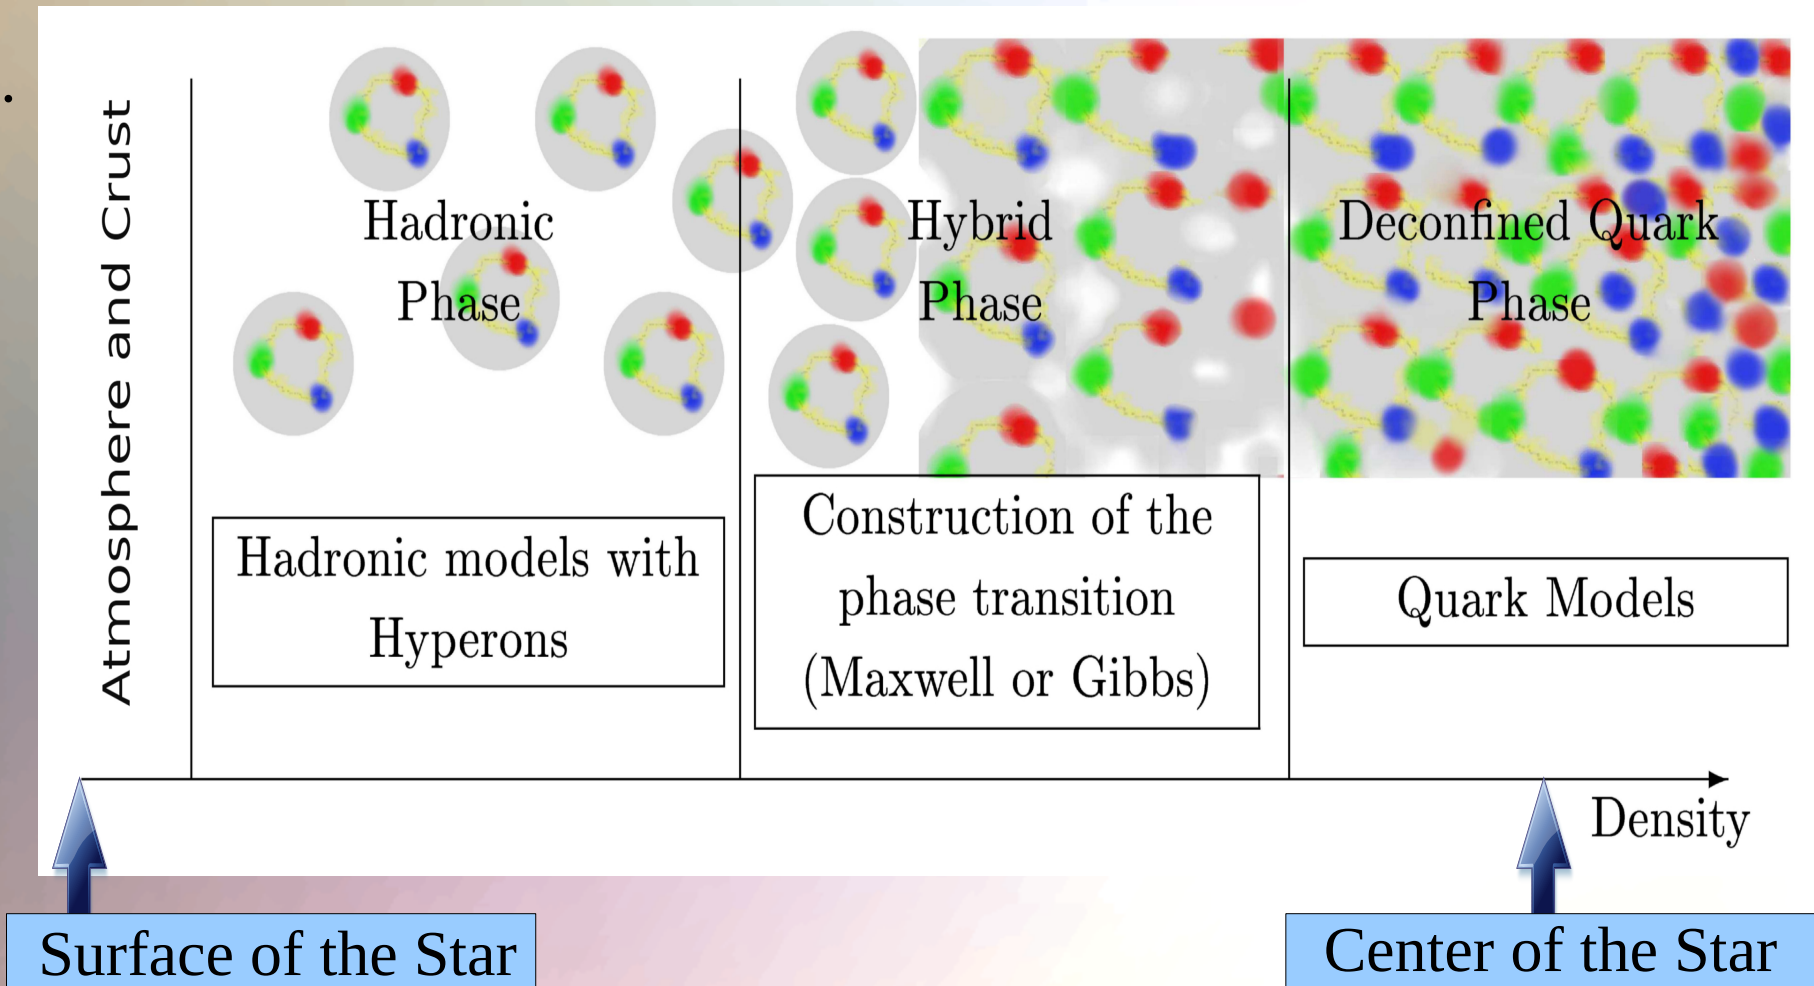 Atmosphere and Crust
Hadronic
Phase
Hybrid
Phase
Deconfined Quark
Phase
Hadronic models with
Hyperons
Construction of the
phase transition
(Maxwell or Gibbs)
Quark Models
Density
Surface of the Star
Center of the Star